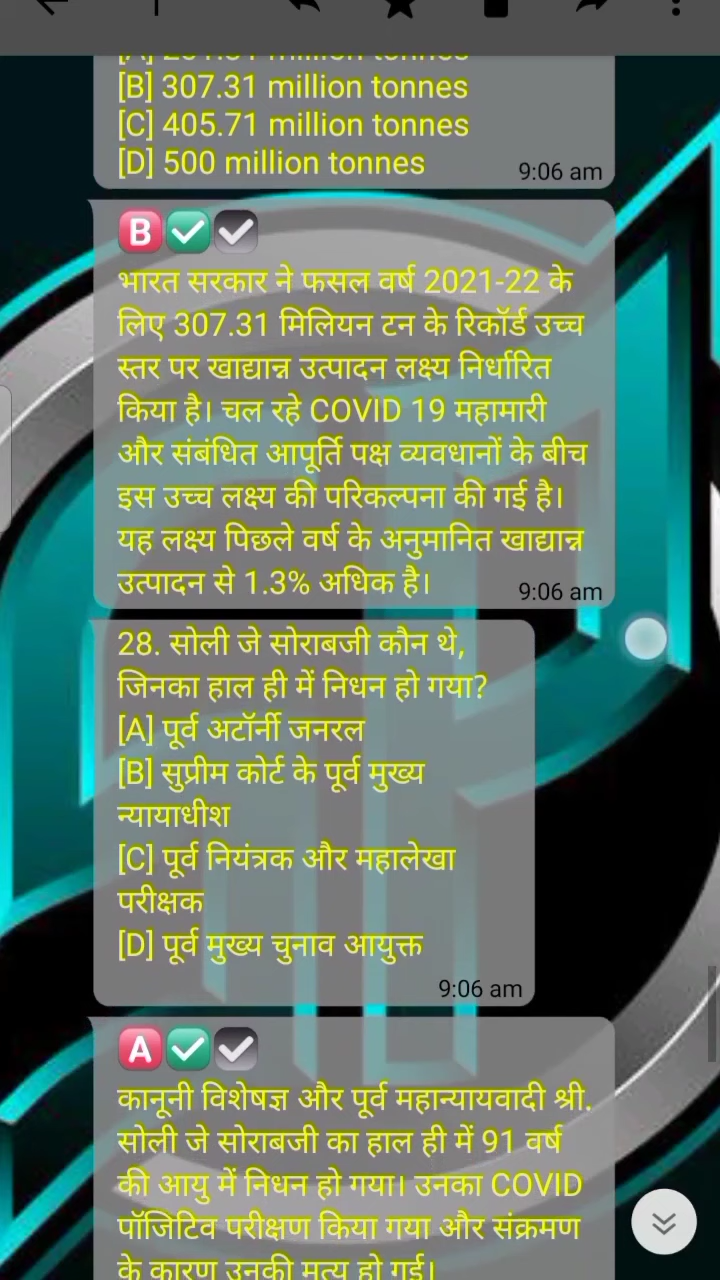 [B] 307.31 million tonnes
[C] 405.71 million tonnes
[D] 500 million tonnes
9:06 am
B
भारत सरकार ने फसल वर्ष 2021-22 के
लिए 307.31 मिलियन टन के रिकॉर्ड उच्च
स्तर पर खाद्यान्न उत्पादन लक्ष्य निर्धारित
किया है। चल रहे COVID 19 महामारी
और संबंधित आपूर्ति पक्ष व्यवधानों के बीच
इस उच्च लक्ष्य की परिकल्पना की गई है।
यह लक्ष्य पिछले वर्ष के अनुमानित खाद्यान्न
उत्पादन से 1.3% अधिक है।
9:06 am
28. सोली जे सोराबजी कौन थे,
जिनका हाल ही में निधन हो गया?
[A] पूर्व अटॉर्नी जनरल
[B] सुप्रीम कोर्ट के पूर्व मुख्य
न्यायाधीश
[C] पूर्व नियंत्रक और महालेखा
परीक्षक
[D] पूर्व मुख्य चुनाव आयुक्त
9:06 am
A
कानूनी विशेषज्ञ और पूर्व महान्यायवादी श्री.
सोली जे सोराबजी का हाल ही में 91 वर्ष
की आयु में निधन हो गया। उनका COVID
पॉजिटिव परीक्षण किया गया और संक्रमण
के कारण उनकी मृत्यु हो गई।